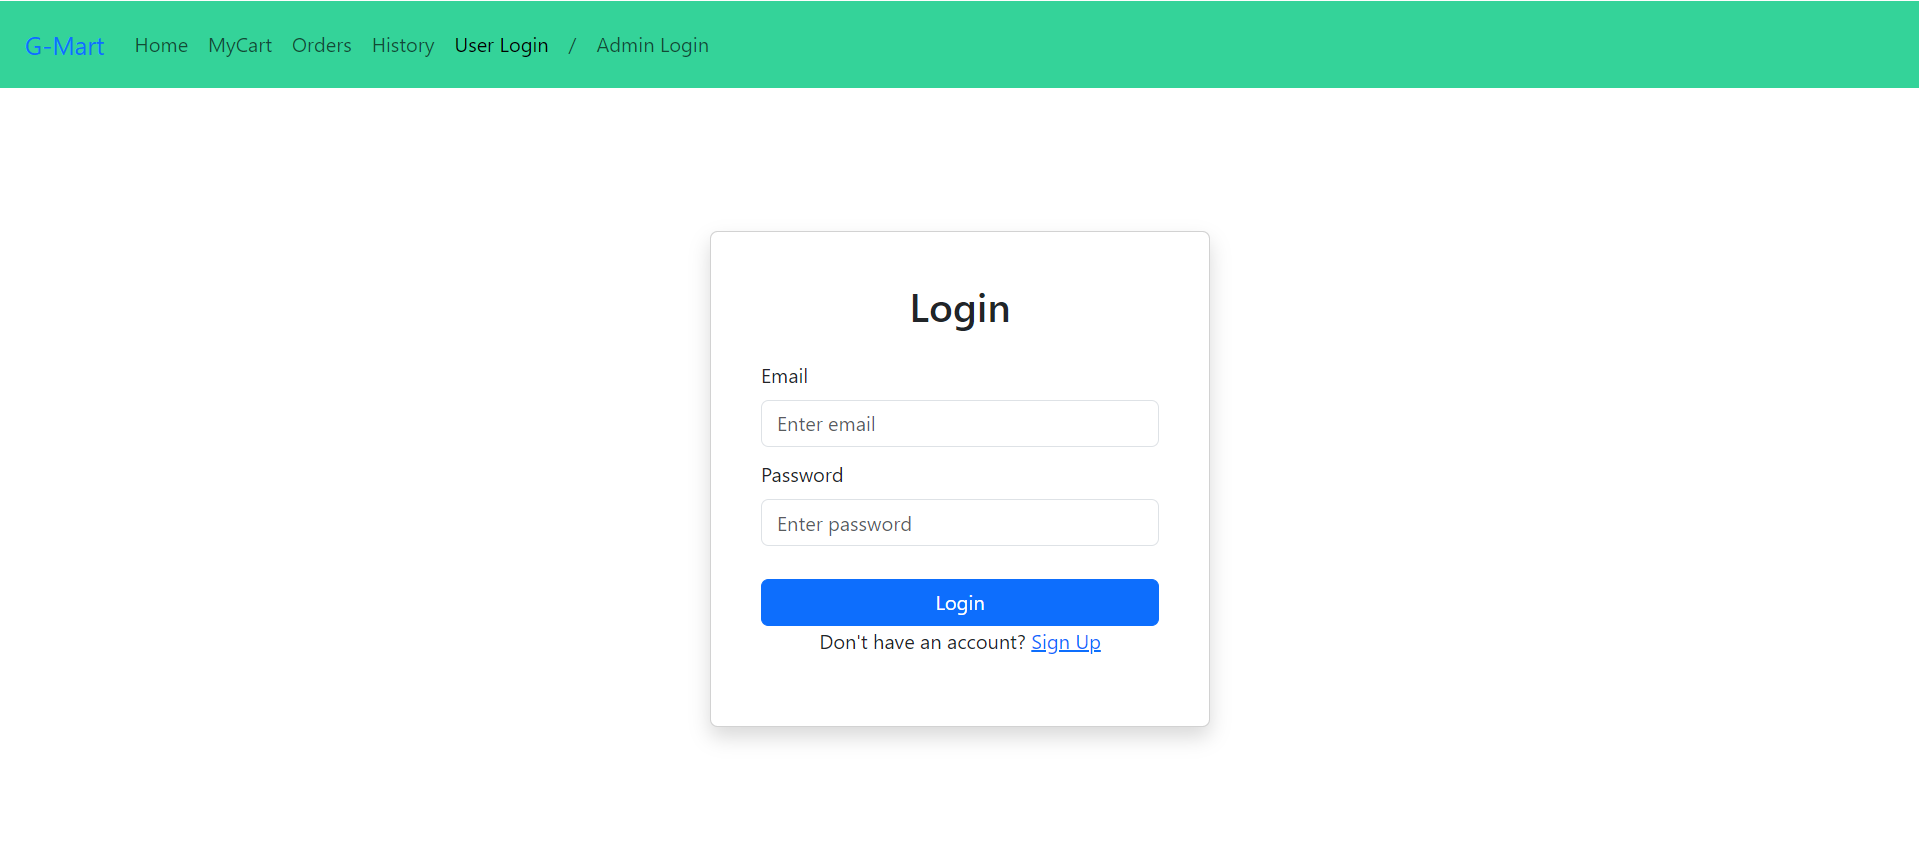 G-Mart Home MyCart Orders History User Login / Admin Login
Login
Email
Enter email
Password
Enter password
Login
Don't have an account? Sign Up